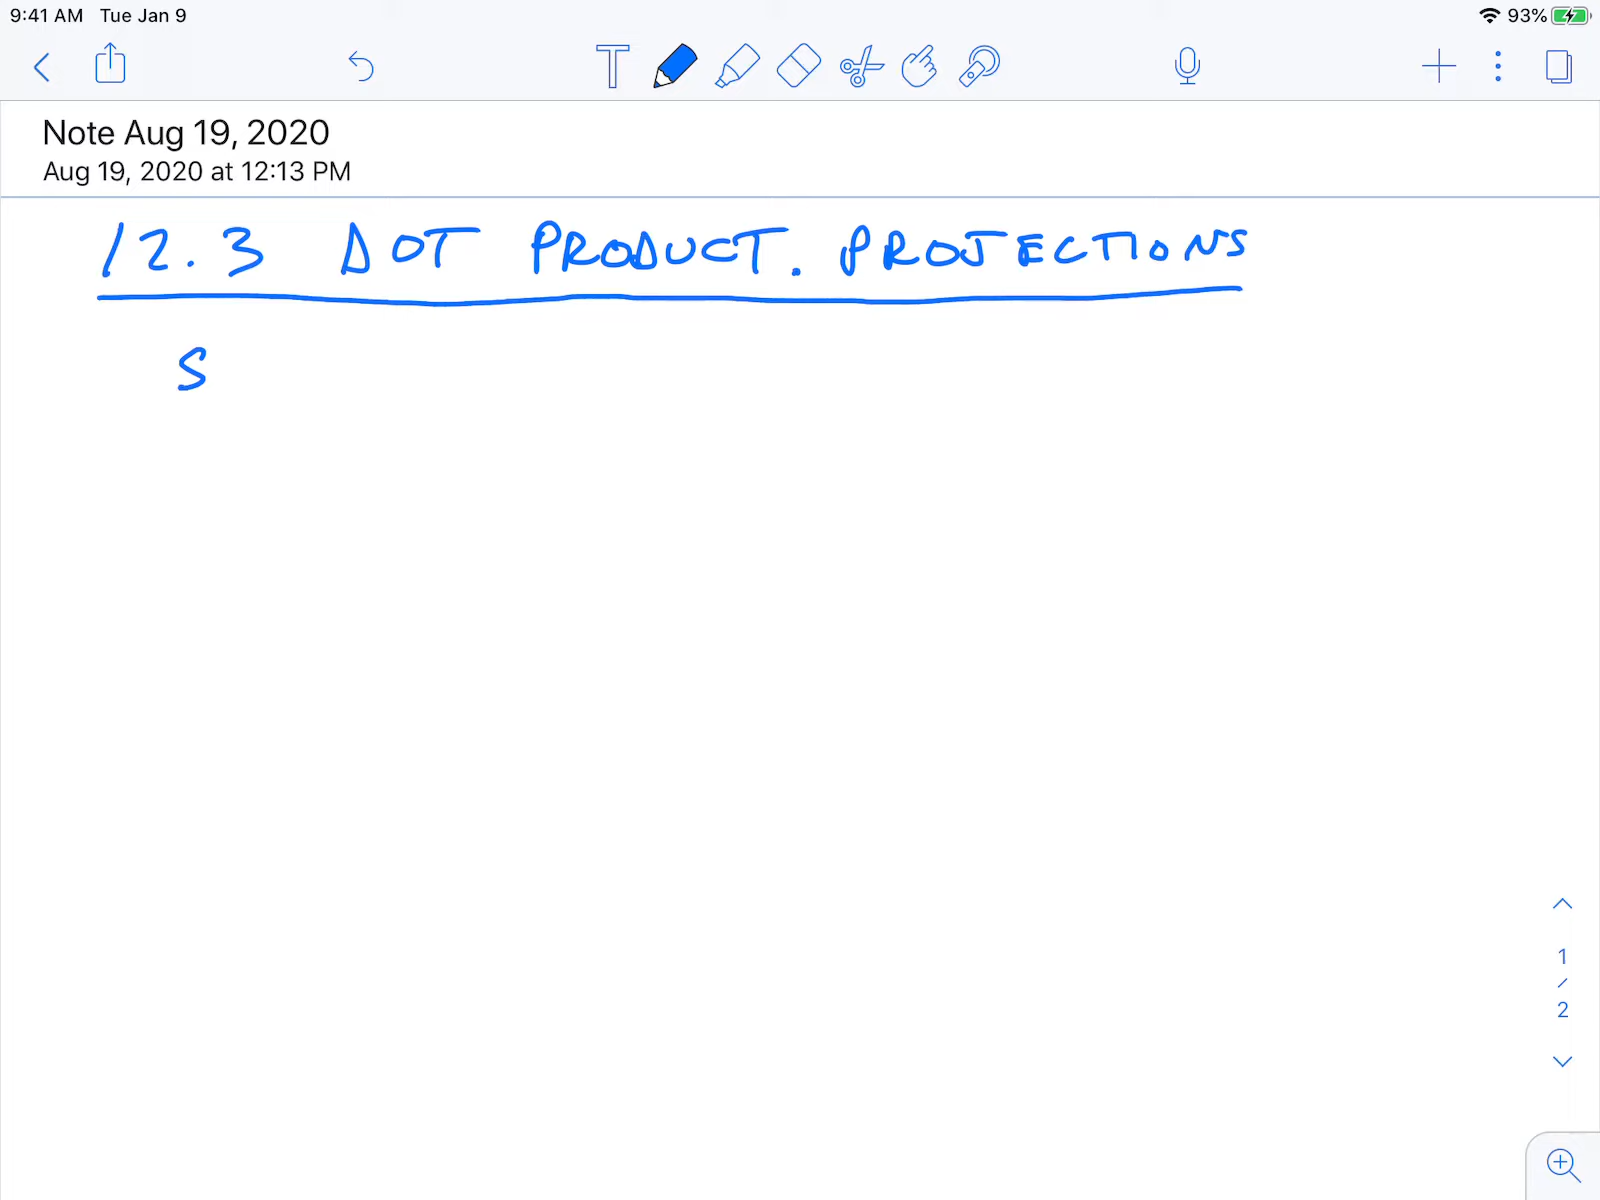 9:41 AM Tue Jan 9 93%
T
Note Aug 19, 2020
Aug 19, 2020 at 12:13 PM
12.3 DOT PRODUCT. PROJECTIONS
S
1
/
2